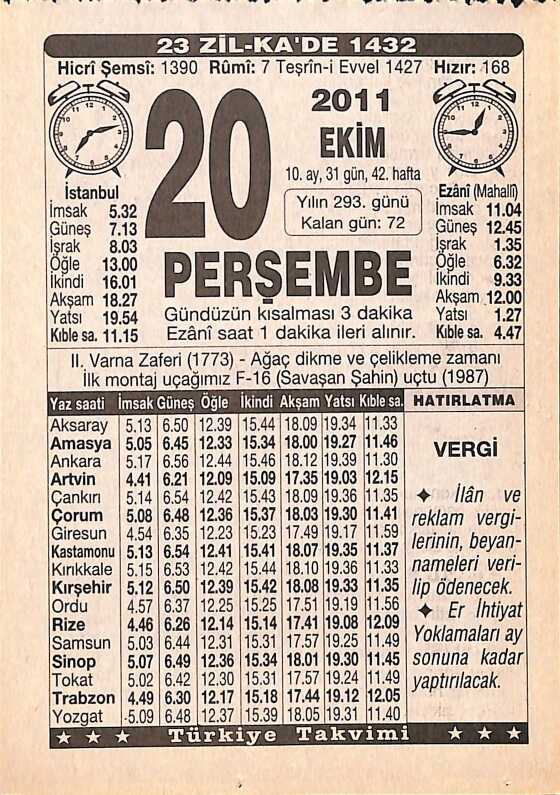 23 ZİL-KA'DE 1432
Hicrî Şemsî: 1390 Rûmî: 7 Teşrîn-i Evvel 1427 Hızır: 168
20
2011
EKİM
10. ay, 31 gün, 42. hafta
Yılın 293. günü
Kalan gün: 72
PERŞEMBE
Gündüzün kısalması 3 dakika
Ezânî saat 1 dakika ileri alınır.
İstanbul
İmsak 5.32
Güneş 7.13
İşrak 8.03
Öğle 13.00
İkindi 16.01
Akşam 18.27
Yatsı 19.54
Kıble sa. 11.15
Ezânî (Mahallî)
İmsak 11.04
Güneş 12.45
İşrak 1.35
Öğle 6.32
İkindi 9.33
Akşam 12.00
Yatsı 1.27
Kıble sa. 4.47
II. Varna Zaferi (1773) - Ağaç dikme ve çelikleme zamanı
İlk montaj uçağımız F-16 (Savaşan Şahin) uçtu (1987)
Yaz saati İmsak Güneş Öğle İkindi Akşam Yatsı Kıble sa.
Aksaray 5.13 6.50 12.39 15.44 18.09 19.34 11.33
Amasya 5.05 6.45 12.33 15.34 18.00 19.27 11.46
Ankara 5.17 6.56 12.44 15.46 18.12 19.39 11.30
Artvin 4.41 6.21 12.09 15.09 17.35 19.03 12.15
Çankırı 5.14 6.54 12.42 15.43 18.09 19.36 11.35
Çorum 5.08 6.48 12.36 15.37 18.03 19.30 11.41
Giresun 4.54 6.35 12.23 15.23 17.49 19.17 11.59
Kastamonu 5.13 6.54 12.41 15.41 18.07 19.35 11.37
Kırıkkale 5.15 6.53 12.42 15.44 18.10 19.36 11.33
Kırşehir 5.12 6.50 12.39 15.42 18.08 19.33 11.35
Ordu 4.57 6.37 12.25 15.25 17.51 19.19 11.56
Rize 4.46 6.26 12.14 15.14 17.41 19.08 12.09
Samsun 5.03 6.44 12.31 15.31 17.57 19.25 11.49
Sinop 5.07 6.49 12.36 15.34 18.01 19.30 11.45
Tokat 5.02 6.42 12.30 15.31 17.57 19.24 11.49
Trabzon 4.49 6.30 12.17 15.18 17.44 19.12 12.05
Yozgat 5.09 6.48 12.37 15.39 18.05 19.31 11.40
HATIRLATMA
VERGİ
✦ İlân ve
reklam vergi-
lerinin, beyan-
nameleri veri-
lip ödenecek.
✦ Er İhtiyat
Yoklamaları ay
sonuna kadar
yaptırılacak.
★ ★ ★ Türkiye Takvimi ★ ★ ★